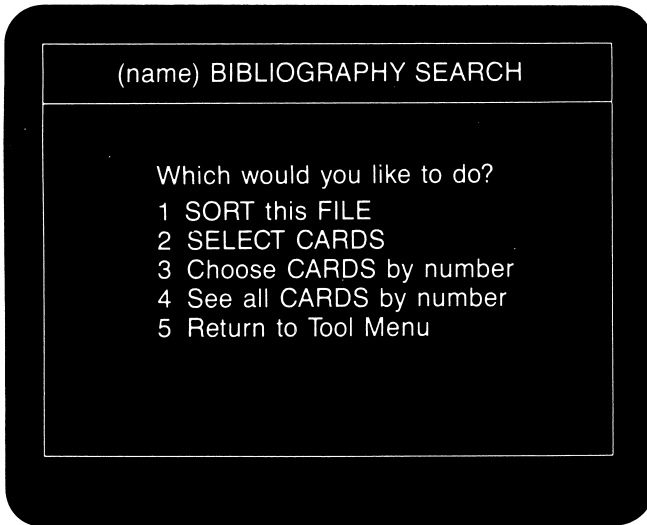 (name) BIBLIOGRAPHY SEARCH
Which would you like to do?
1 SORT this FILE
2 SELECT CARDS
3 Choose CARDS by number
4 See all CARDS by number
5 Return to Tool Menu